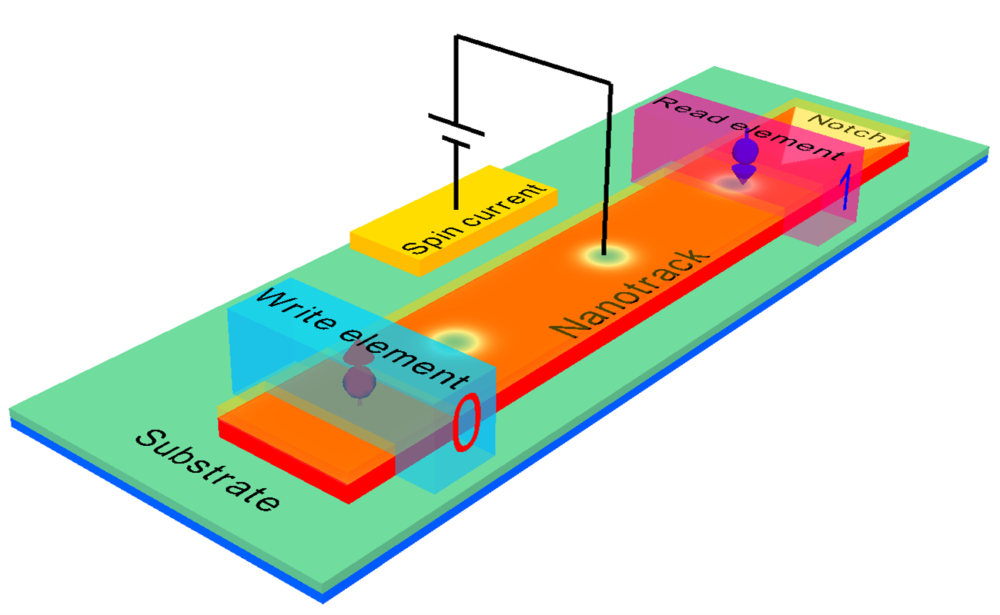 Read element
Notch
1
Spin current
Nanotrack
Write element
0
Substrate